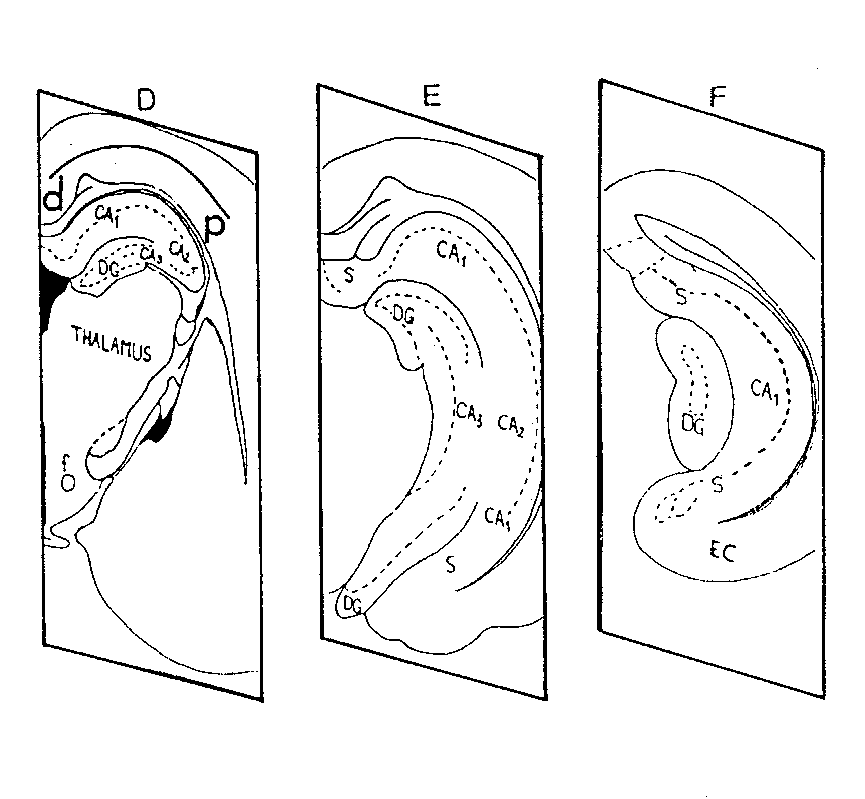 D
d
p
CA1
CA3
CA2
DG
THALAMUS
f
E
CA1
S
DG
CA3
CA2
CA1
S
DG
F
S
CA1
DG
S
EC